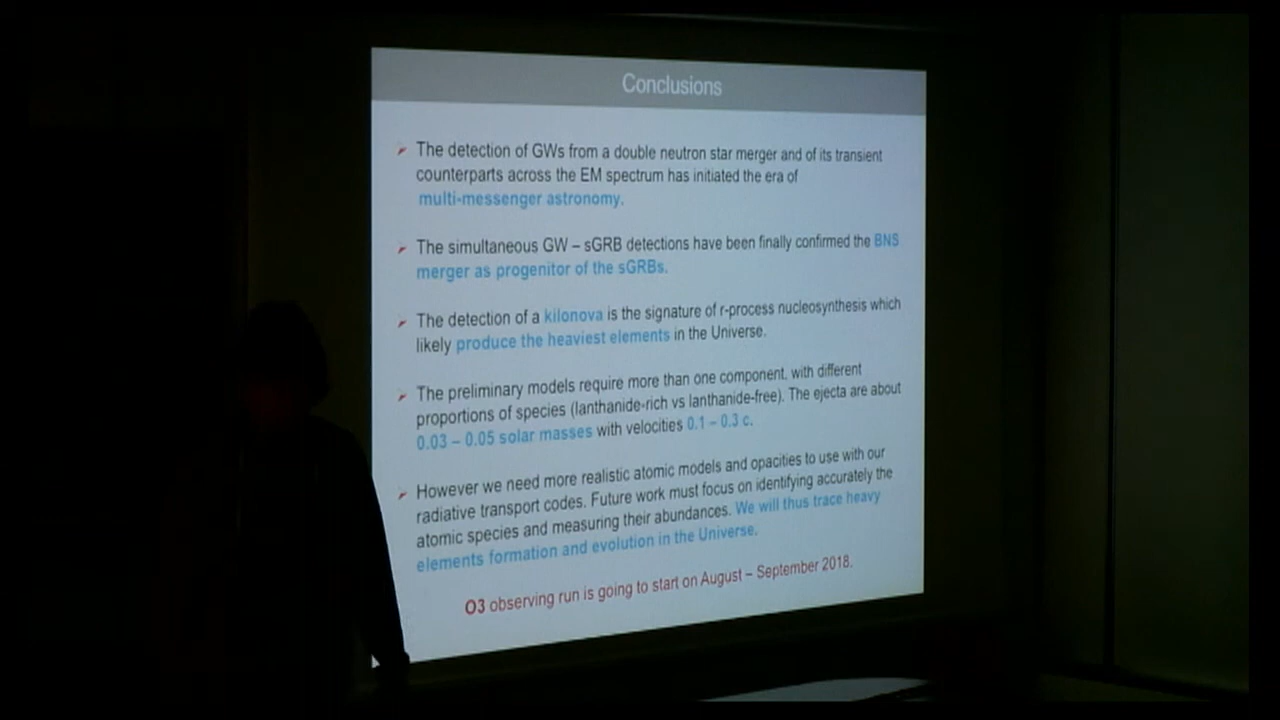 Conclusions
The detection of GWs from a double neutron star merger and of its transient
counterparts across the EM spectrum has initiated the era of
multi-messenger astronomy.
The simultaneous GW – sGRB detections have been finally confirmed the BNS
merger as progenitor of the sGRBs.
The detection of a kilonova is the signature of r-process nucleosynthesis which
likely produce the heaviest elements in the Universe.
The preliminary models require more than one component, with different
proportions of species (lanthanide-rich vs lanthanide-free). The ejecta are about
0.03 – 0.05 solar masses with velocities 0.1 – 0.3 c.
However we need more realistic atomic models and opacities to use with our
radiative transport codes. Future work must focus on identifying accurately the
atomic species and measuring their abundances. We will thus trace heavy
elements formation and evolution in the Universe.
O3 observing run is going to start on August – September 2018.